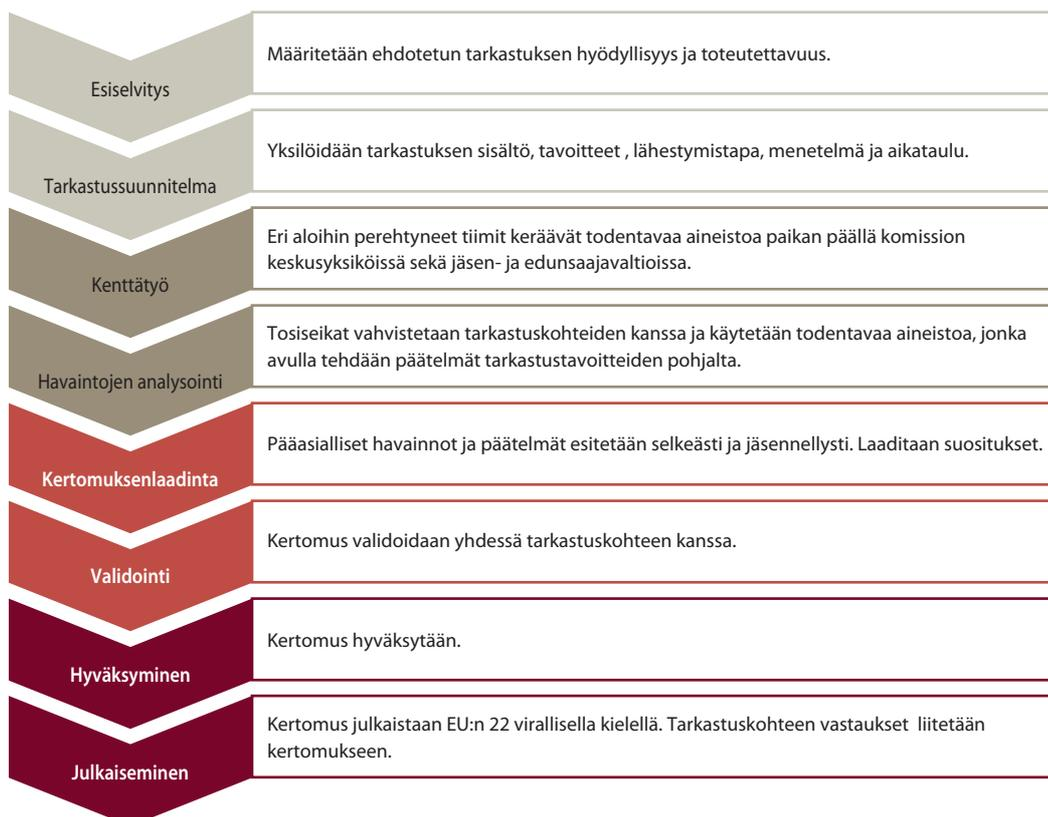 Esiselvitys
Määritetään ehdotetun tarkastuksen hyödyllisyys ja toteutettavuus.
Tarkastussuunnitelma
Yksilöidään tarkastuksen sisältö, tavoitteet , lähestymistapa, menetelmä ja aikataulu.
Kenttätyö
Eri aloihin perehtyneet tiimit keräävät todentavaa aineistoa paikan päällä komission
keskusyksiköissä sekä jäsen- ja edunsaajavaltioissa.
Havaintojen analysointi
Tosiseikat vahvistetaan tarkastuskohteiden kanssa ja käytetään todentavaa aineistoa, jonka
avulla tehdään päätelmät tarkastustavoitteiden pohjalta.
Kertomuksenlaadinta
Pääasialliset havainnot ja päätelmät esitetään selkeästi ja jäsennellysti. Laaditaan suositukset.
Validointi
Kertomus validoidaan yhdessä tarkastuskohteen kanssa.
Hyväksyminen
Kertomus hyväksytään.
Julkaiseminen
Kertomus julkaistaan EU:n 22 virallisella kielellä. Tarkastuskohteen vastaukset liitetään
kertomukseen.